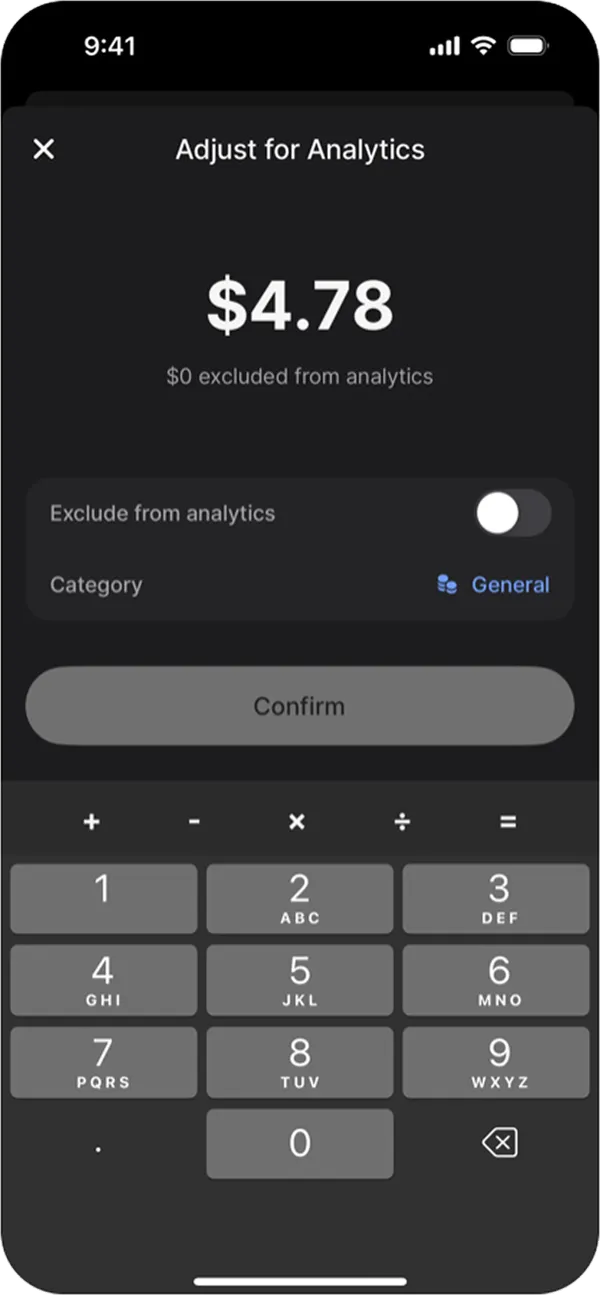 9:41
Adjust for Analytics
$4.78
$0 excluded from analytics
Exclude from analytics
Category General
Confirm
+ - × ÷ =
1 2 3
ABC DEF
4 5 6
GHI JKL MNO
7 8 9
PQRS TUV WXYZ
. 0